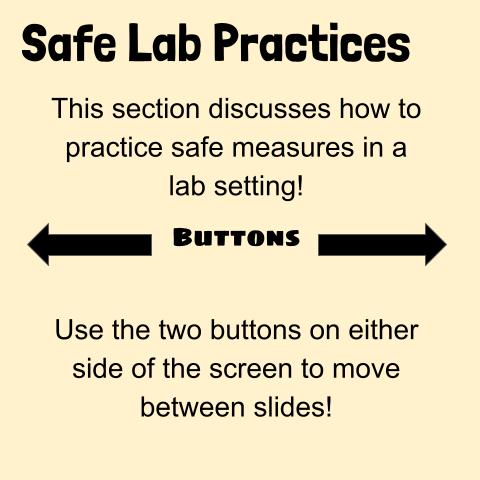 Safe Lab Practices
This section discusses how to
practice safe measures in a
lab setting!
Buttons
Use the two buttons on either
side of the screen to move
between slides!